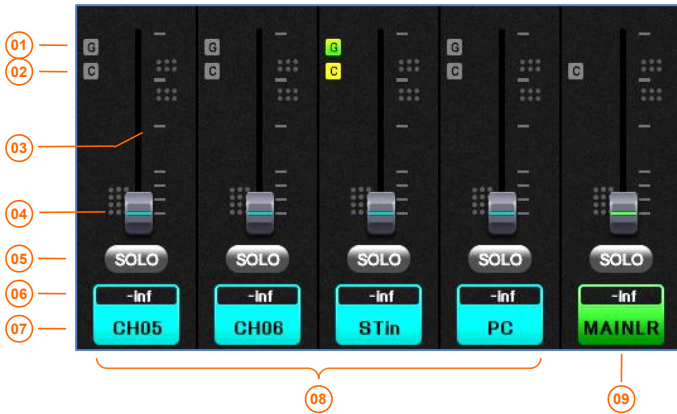 01 G G G G
02 C C C C C
03
04
05 SOLO SOLO SOLO SOLO SOLO
06 -Inf -Inf -Inf -Inf -Inf
07 CH05 CH06 STin PC MAINLR
08 09